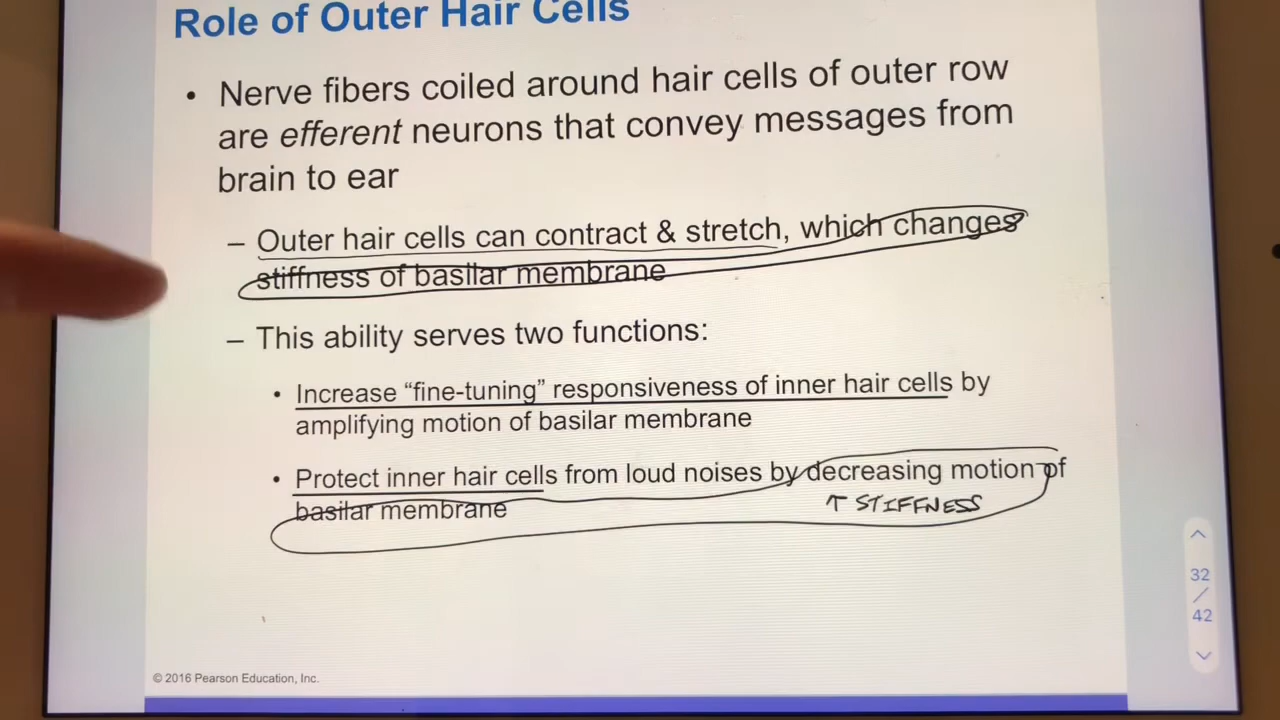 Role of Outer Hair Cells
• Nerve fibers coiled around hair cells of outer row
are efferent neurons that convey messages from
brain to ear
– Outer hair cells can contract & stretch, which changes
stiffness of basilar membrane
– This ability serves two functions:
• Increase “fine-tuning” responsiveness of inner hair cells by
amplifying motion of basilar membrane
• Protect inner hair cells from loud noises by decreasing motion of
basilar membrane
↑ STIFFNESS
32
/
42
© 2016 Pearson Education, Inc.